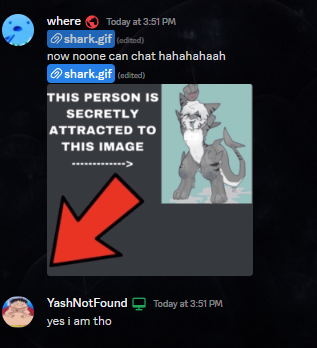 where Today at 3:51 PM
shark.gif (edited)
now noone can chat hahahahaah
shark.gif (edited)
THIS PERSON IS
SECRETLY
ATTRACTED TO
THIS IMAGE
------------->
YashNotFound Today at 3:51 PM
yes i am tho